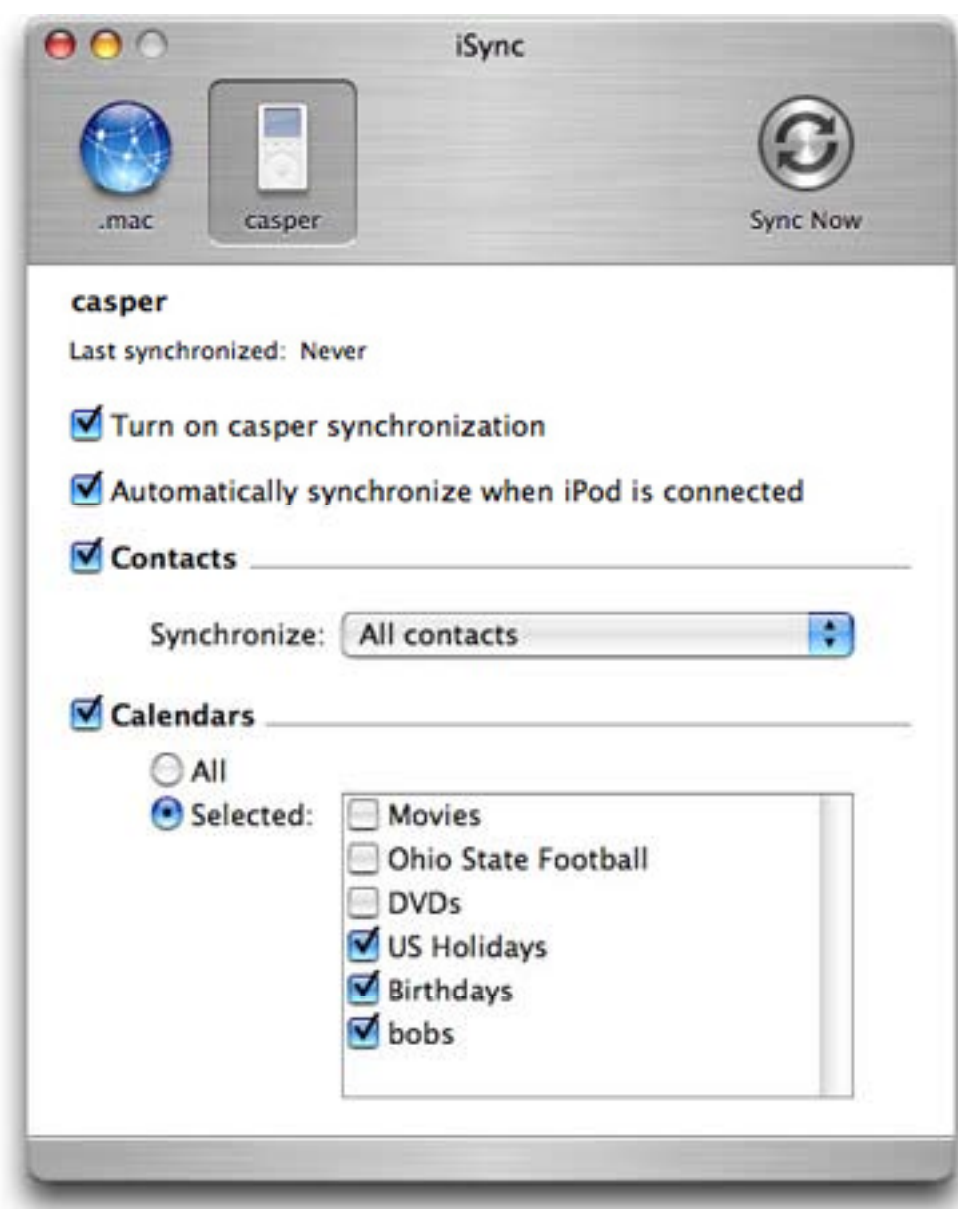 iSync
.mac
casper
Sync Now
casper
Last synchronized: Never
Turn on casper synchronization
Automatically synchronize when iPod is connected
Contacts
Synchronize: All contacts
Calendars
All
Selected:
Movies
Ohio State Football
DVDs
US Holidays
Birthdays
bobs